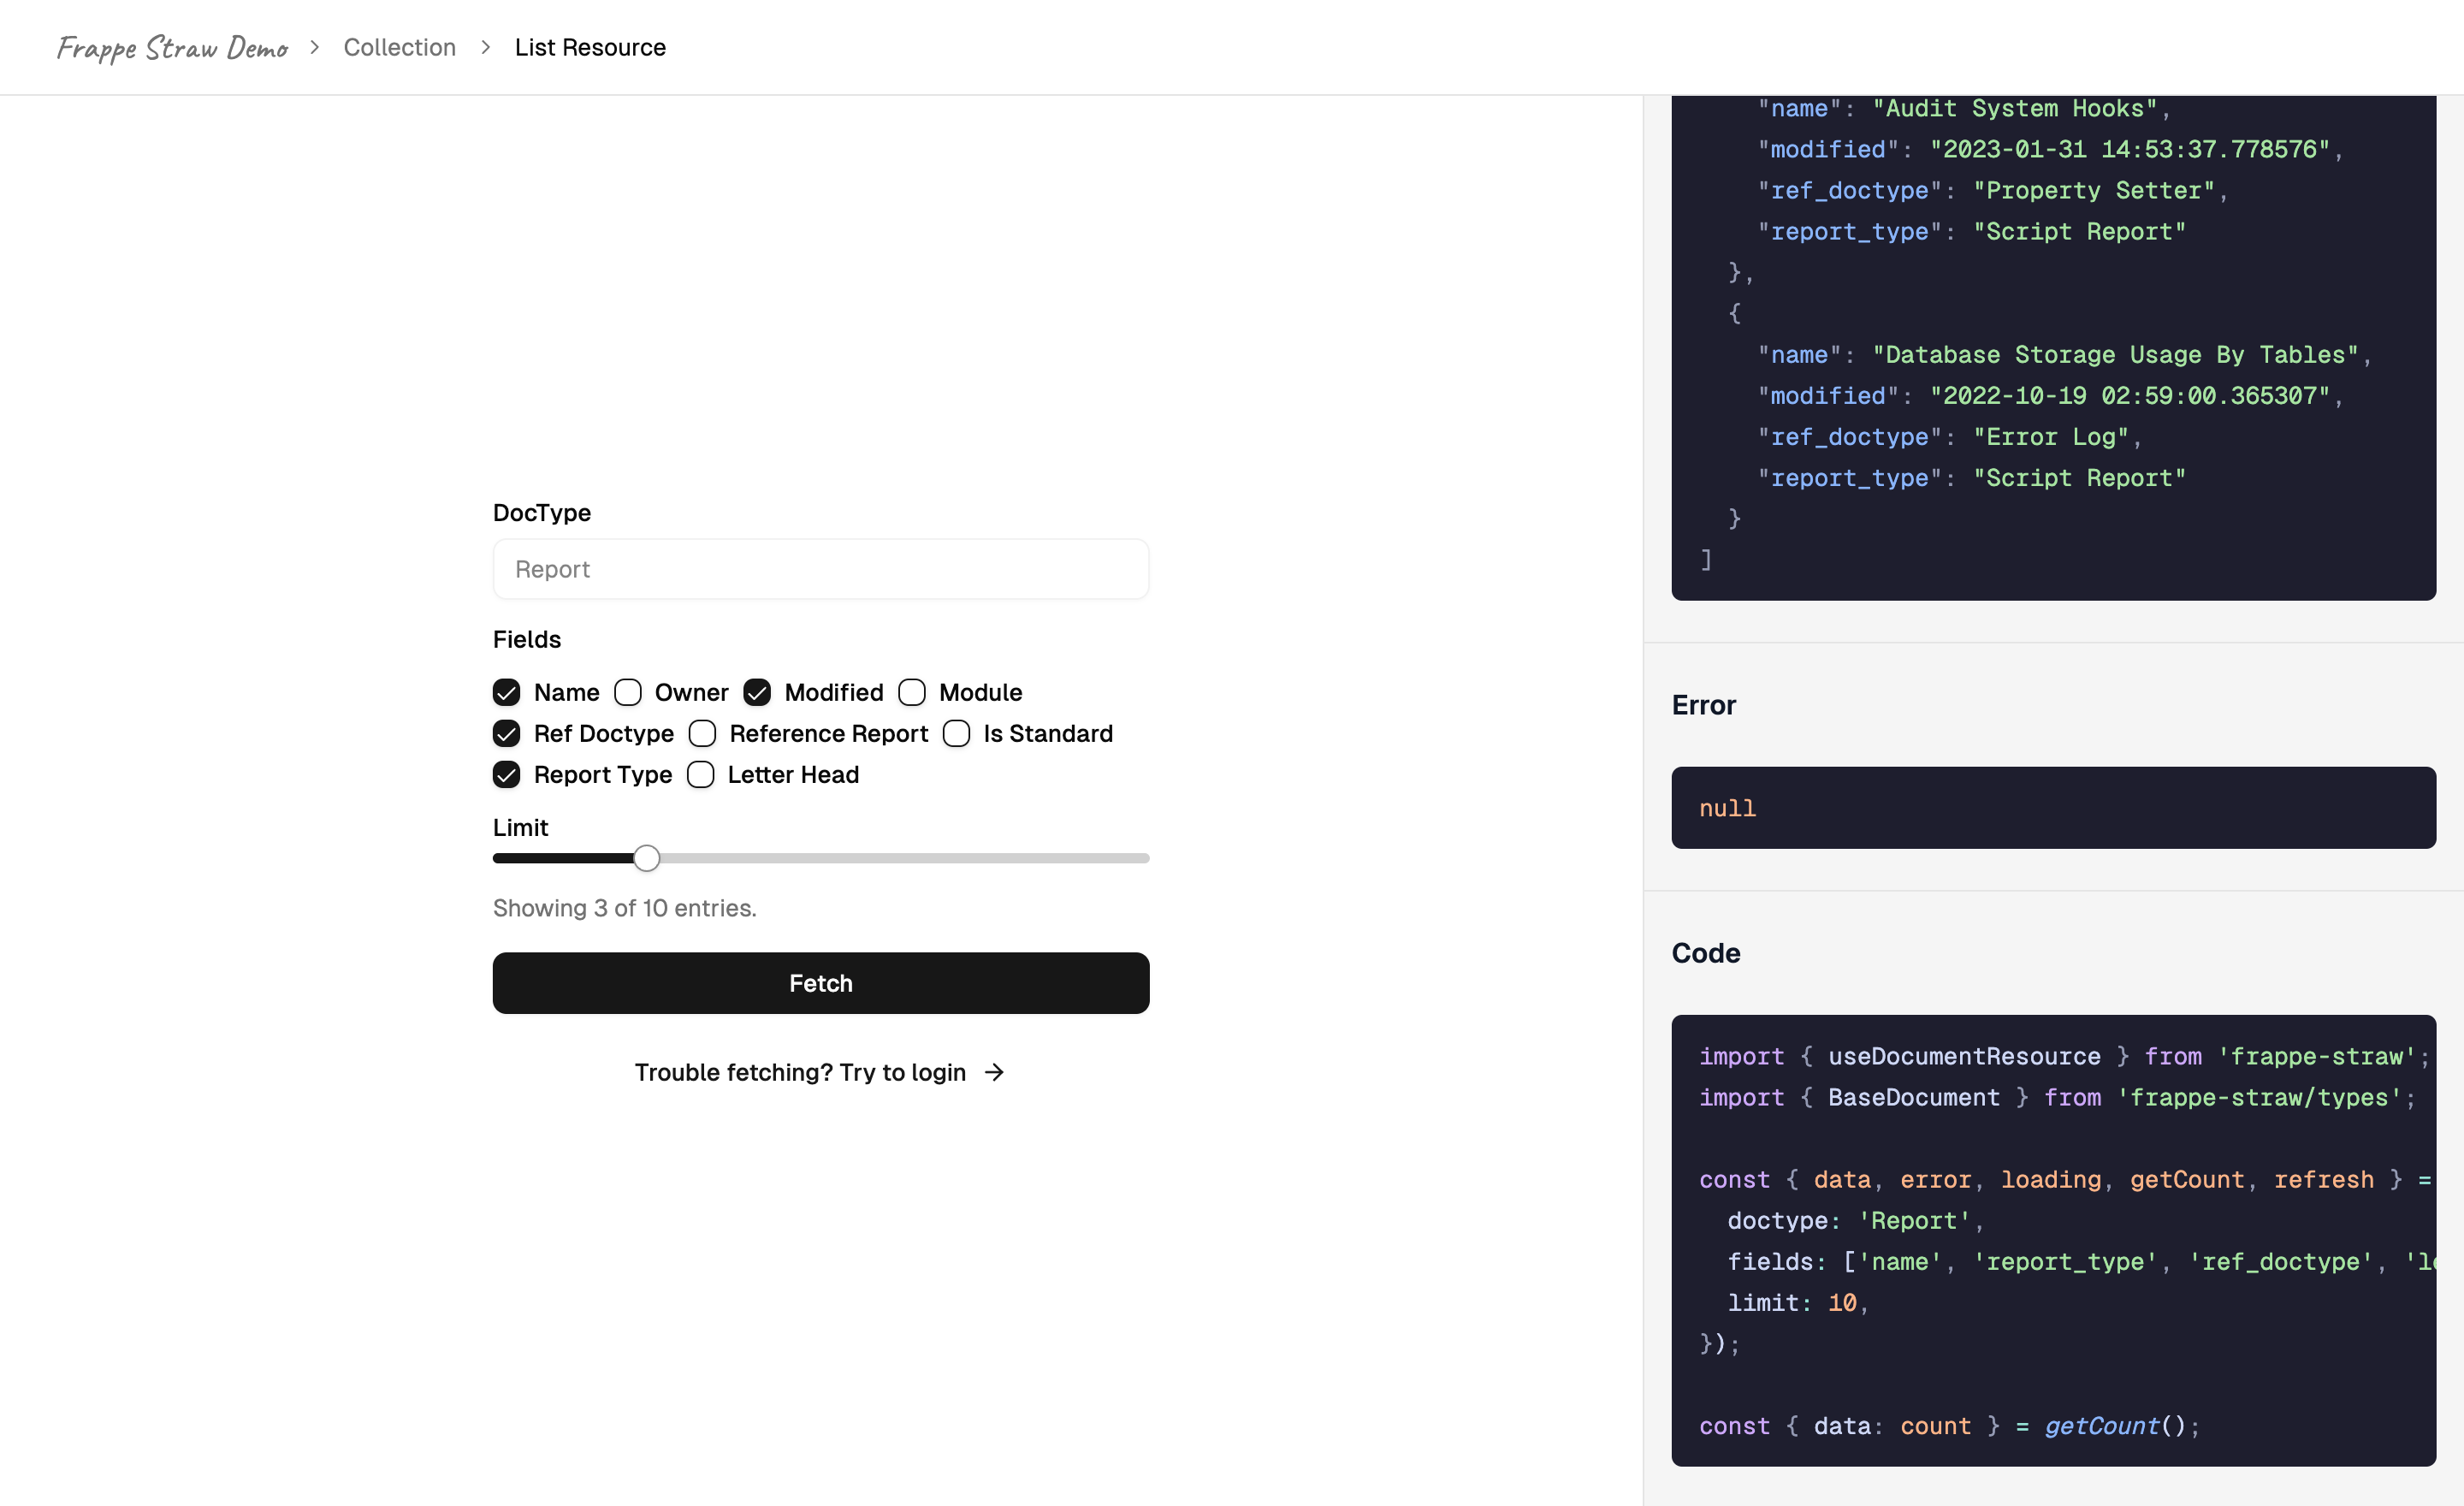 Frappe Straw Demo > Collection > List Resource
DocType
Report
Fields
Name Owner Modified Module
Ref Doctype Reference Report Is Standard
Report Type Letter Head
Limit
Showing 3 of 10 entries.
Fetch
Trouble fetching? Try to login →
"name": "Audit System Hooks",
"modified": "2023-01-31 14:53:37.778576",
"ref_doctype": "Property Setter",
"report_type": "Script Report"
},
{
"name": "Database Storage Usage By Tables",
"modified": "2022-10-19 02:59:00.365307",
"ref_doctype": "Error Log",
"report_type": "Script Report"
}
]
Error
null
Code
import { useDocumentResource } from 'frappe-straw';
import { BaseDocument } from 'frappe-straw/types';
const { data, error, loading, getCount, refresh } =
doctype: 'Report',
fields: ['name', 'report_type', 'ref_doctype',
limit: 10,
});
const { data: count } = getCount();